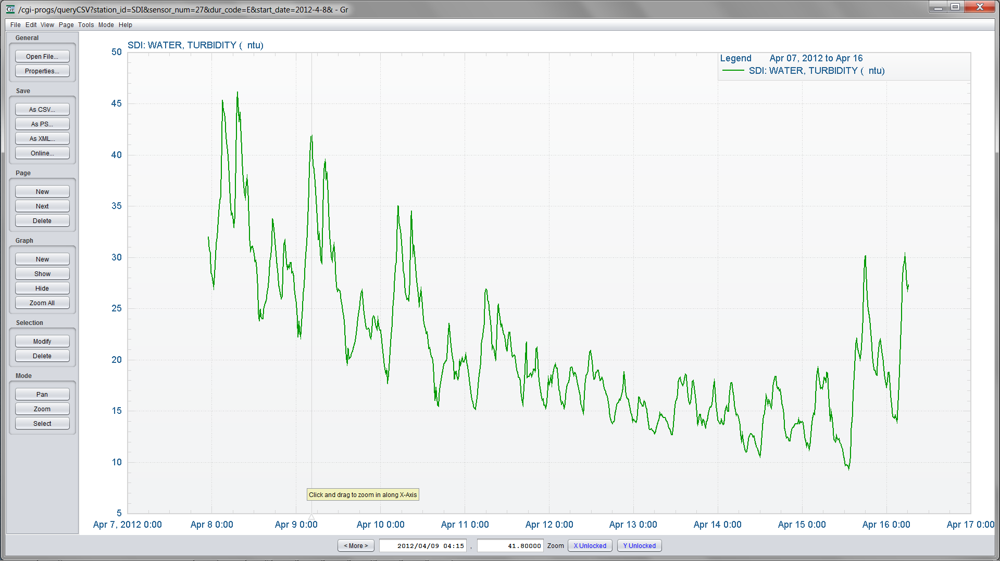 Gr /cgi-progs/queryCSV?station_id=SDI&sensor_num=27&dur_code=E&start_date=2012-4-8& - Gr
File Edit View Page Tools Mode Help
General
Open File...
Properties...
Save
As CSV...
As PS...
As XML...
Online...
Page
New
Next
Delete
Graph
New
Show
Hide
Zoom All
Selection
Modify
Delete
Mode
Pan
Zoom
Select
SDI: WATER, TURBIDITY (  ntu)
Legend Apr 07, 2012 to Apr 16
SDI: WATER, TURBIDITY (  ntu)
50
45
40
35
30
25
20
15
10
5
Click and drag to zoom in along X-Axis
Apr 7, 2012 0:00 Apr 8 0:00 Apr 9 0:00 Apr 10 0:00 Apr 11 0:00 Apr 12 0:00 Apr 13 0:00 Apr 14 0:00 Apr 15 0:00 Apr 16 0:00 Apr 17 0:00
< More > 2012/04/09 04:15 , 41.80000 Zoom X Unlocked Y Unlocked